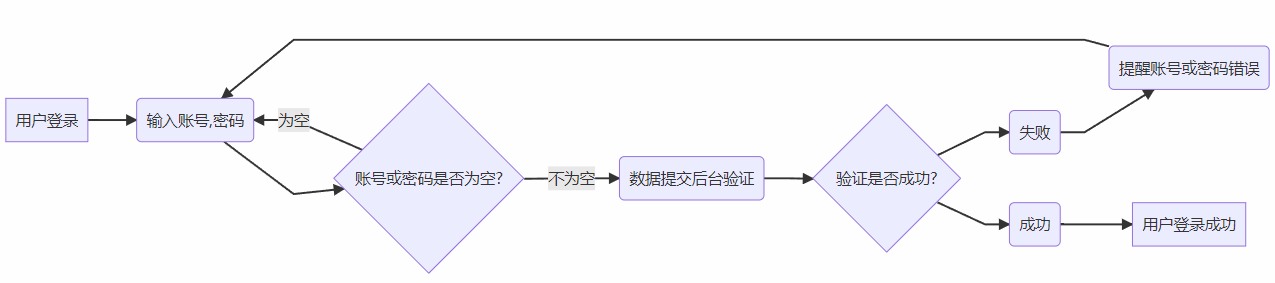 用户登录
输入账号,密码
为空
账号或密码是否为空?
不为空
数据提交后台验证
验证是否成功?
失败
提醒账号或密码错误
成功
用户登录成功